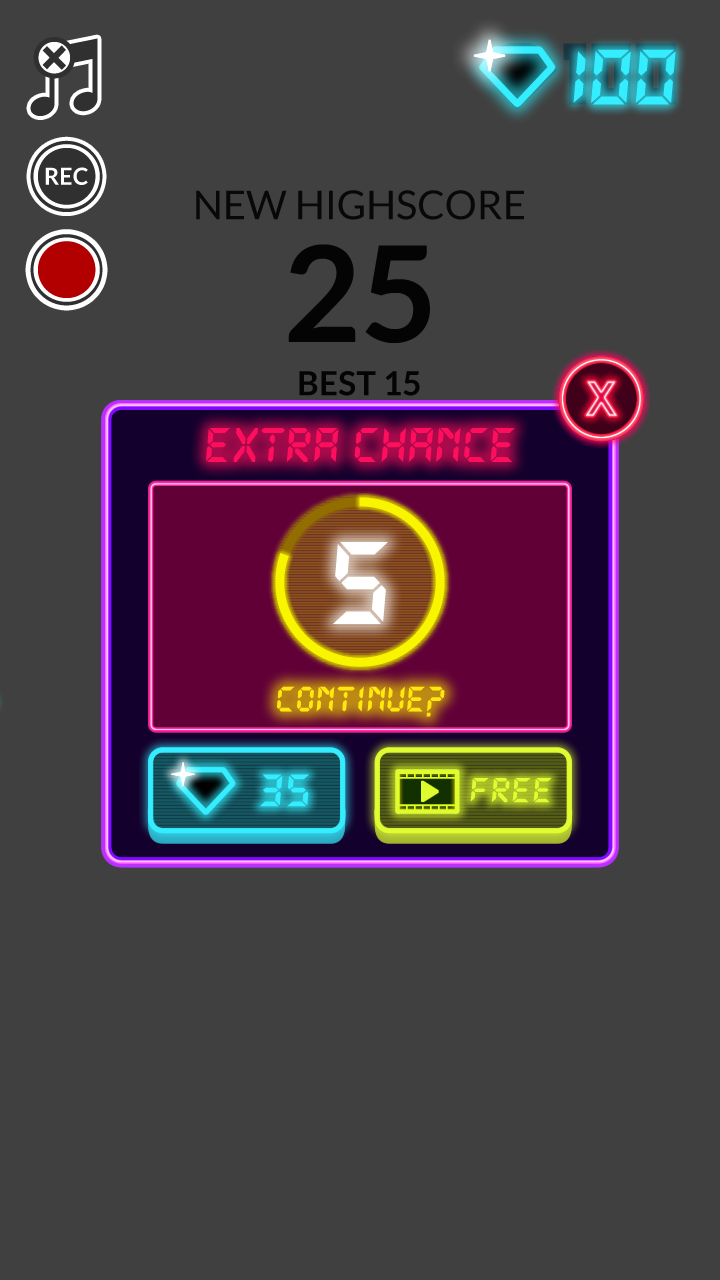 100
REC
NEW HIGHSCORE
25
BEST 15
X
EXTRA CHANCE
5
CONTINUE?
35
FREE